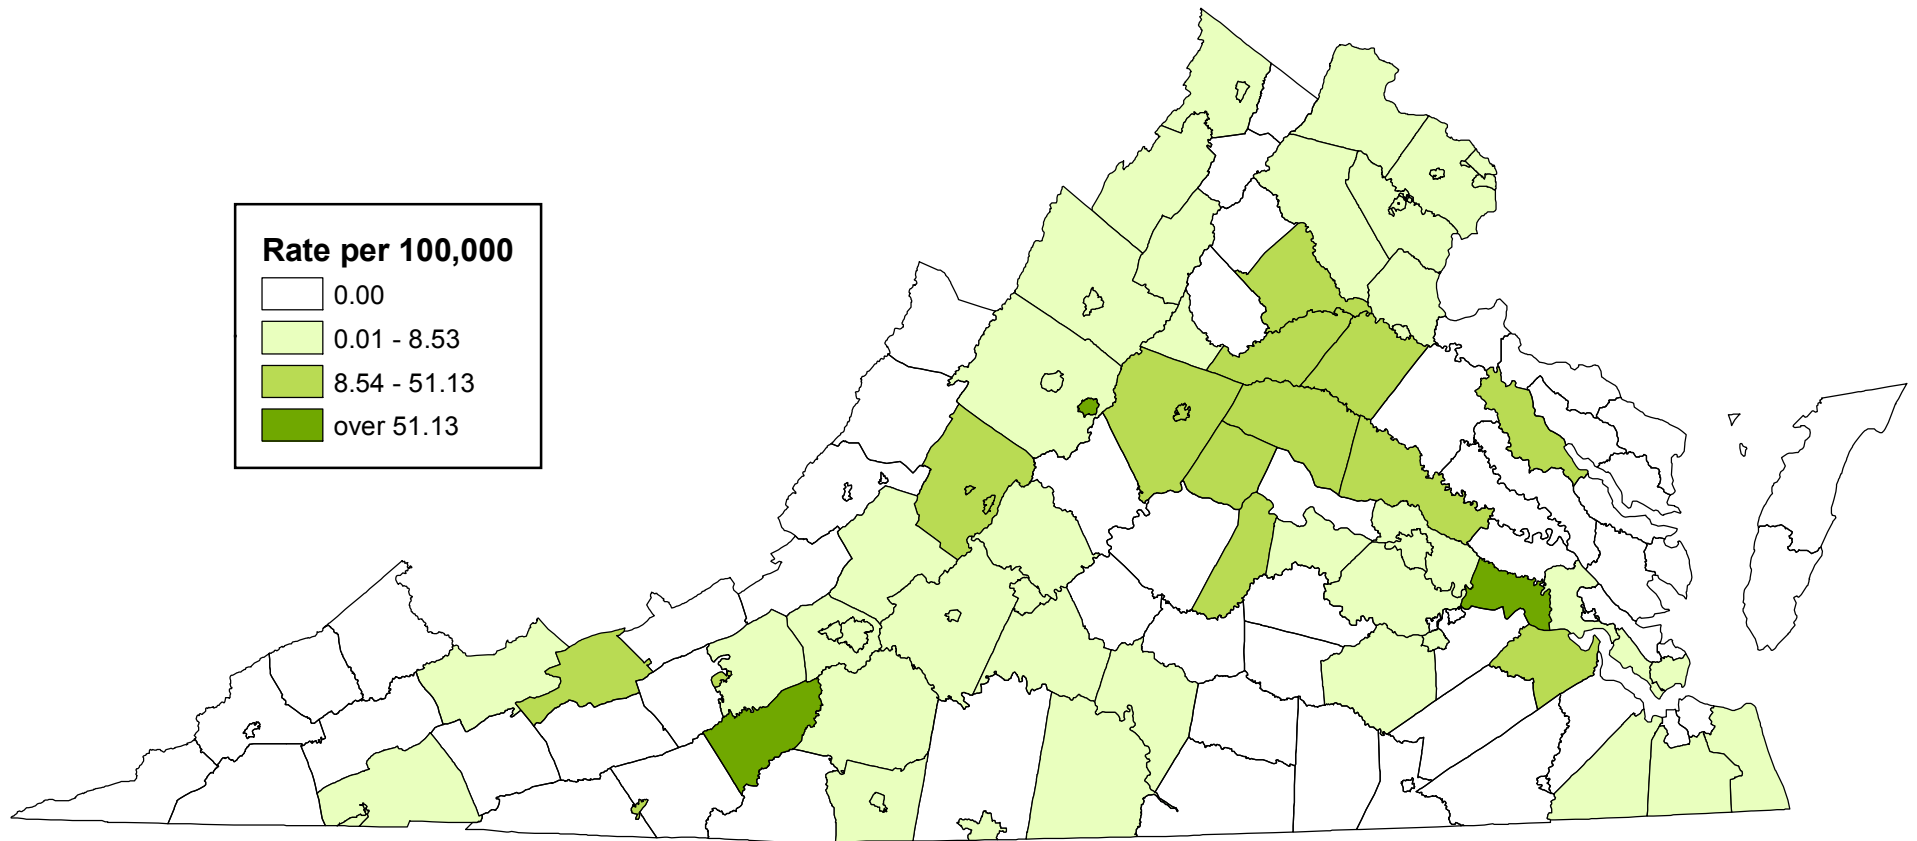 Rate per 100,000
0.00
0.01 - 8.53
8.54 - 51.13
over 51.13